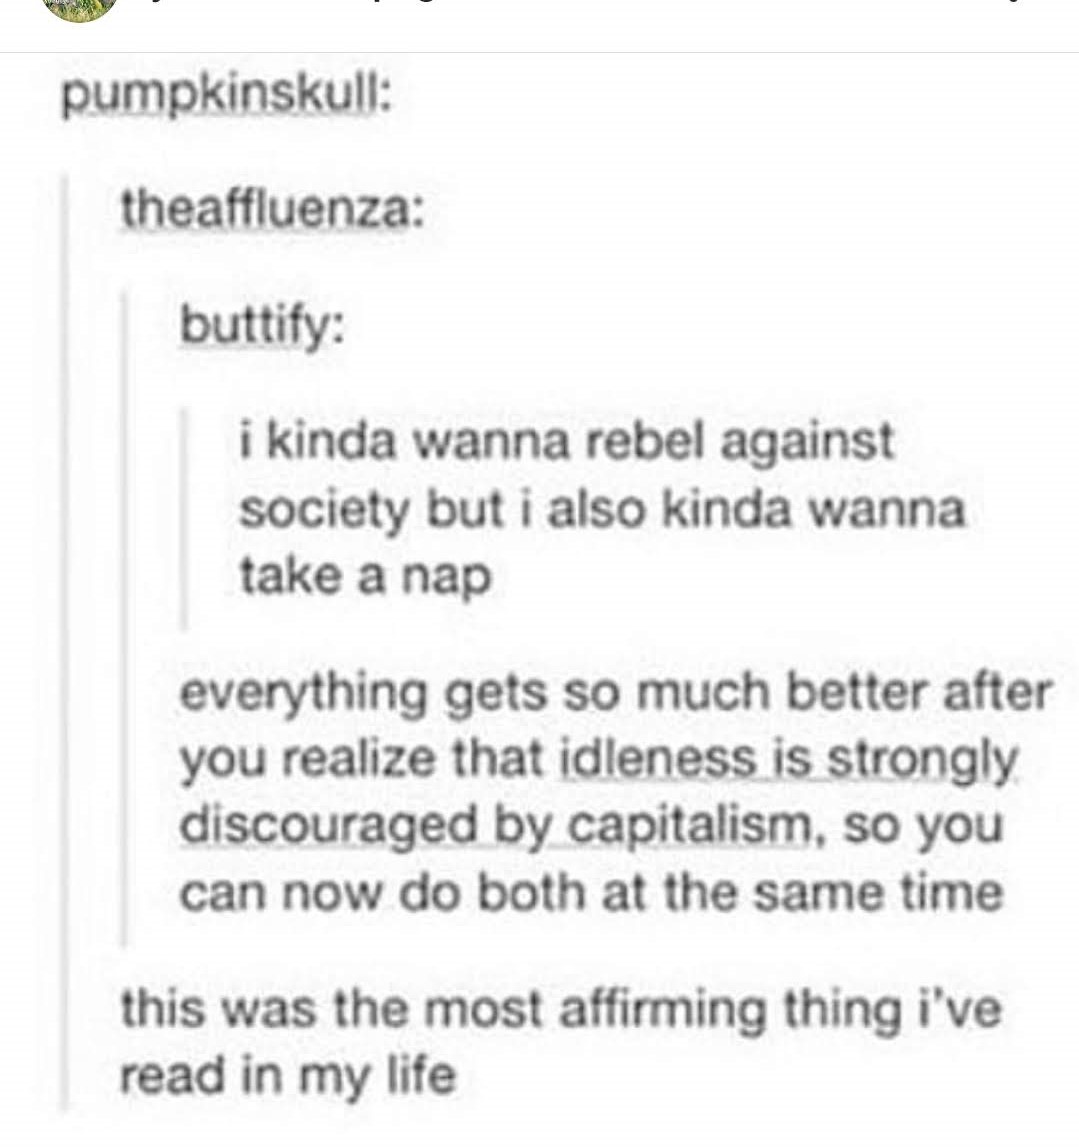 pumpkinskull:
theaffluenza:
buttify:
i kinda wanna rebel against
society but i also kinda wanna
take a nap
everything gets so much better after
you realize that idleness is strongly
discouraged by capitalism, so you
can now do both at the same time
this was the most affirming thing i've
read in my life